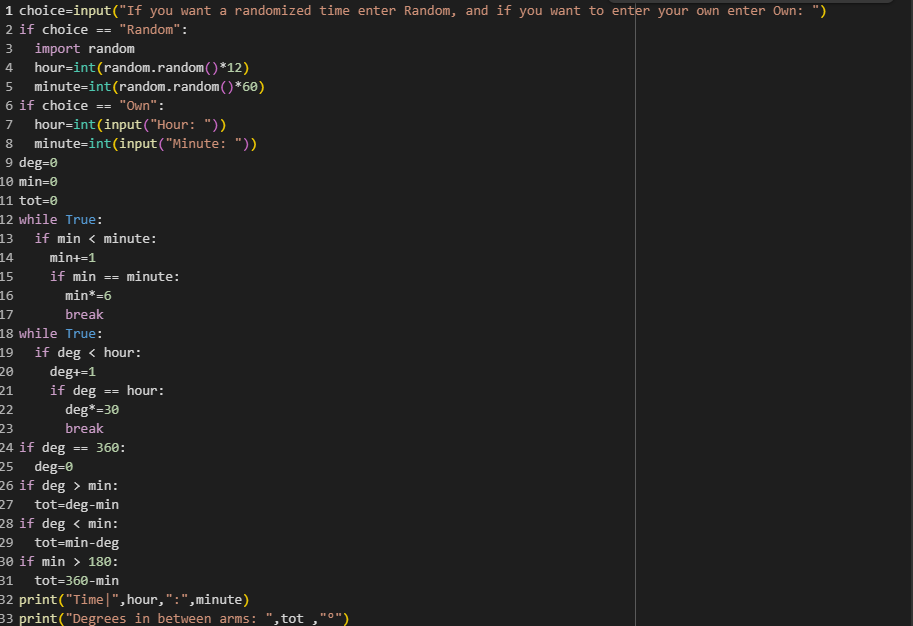 1 choice=input("If you want a randomized time enter Random, and if you want to enter your own enter Own: ")
2 if choice == "Random":
3   import random
4   hour=int(random.random()*12)
5   minute=int(random.random()*60)
6 if choice == "Own":
7   hour=int(input("Hour: "))
8   minute=int(input("Minute: "))
9 deg=0
10 min=0
11 tot=0
12 while True:
13   if min < minute:
14     min+=1
15     if min == minute:
16       min*=6
17       break
18 while True:
19   if deg < hour:
20     deg+=1
21     if deg == hour:
22       deg*=30
23       break
24 if deg == 360:
25   deg=0
26 if deg > min:
27   tot=deg-min
28 if deg < min:
29   tot=min-deg
30 if min > 180:
31   tot=360-min
32 print("Time|",hour,":",minute)
33 print("Degrees in between arms: ",tot ,"°")